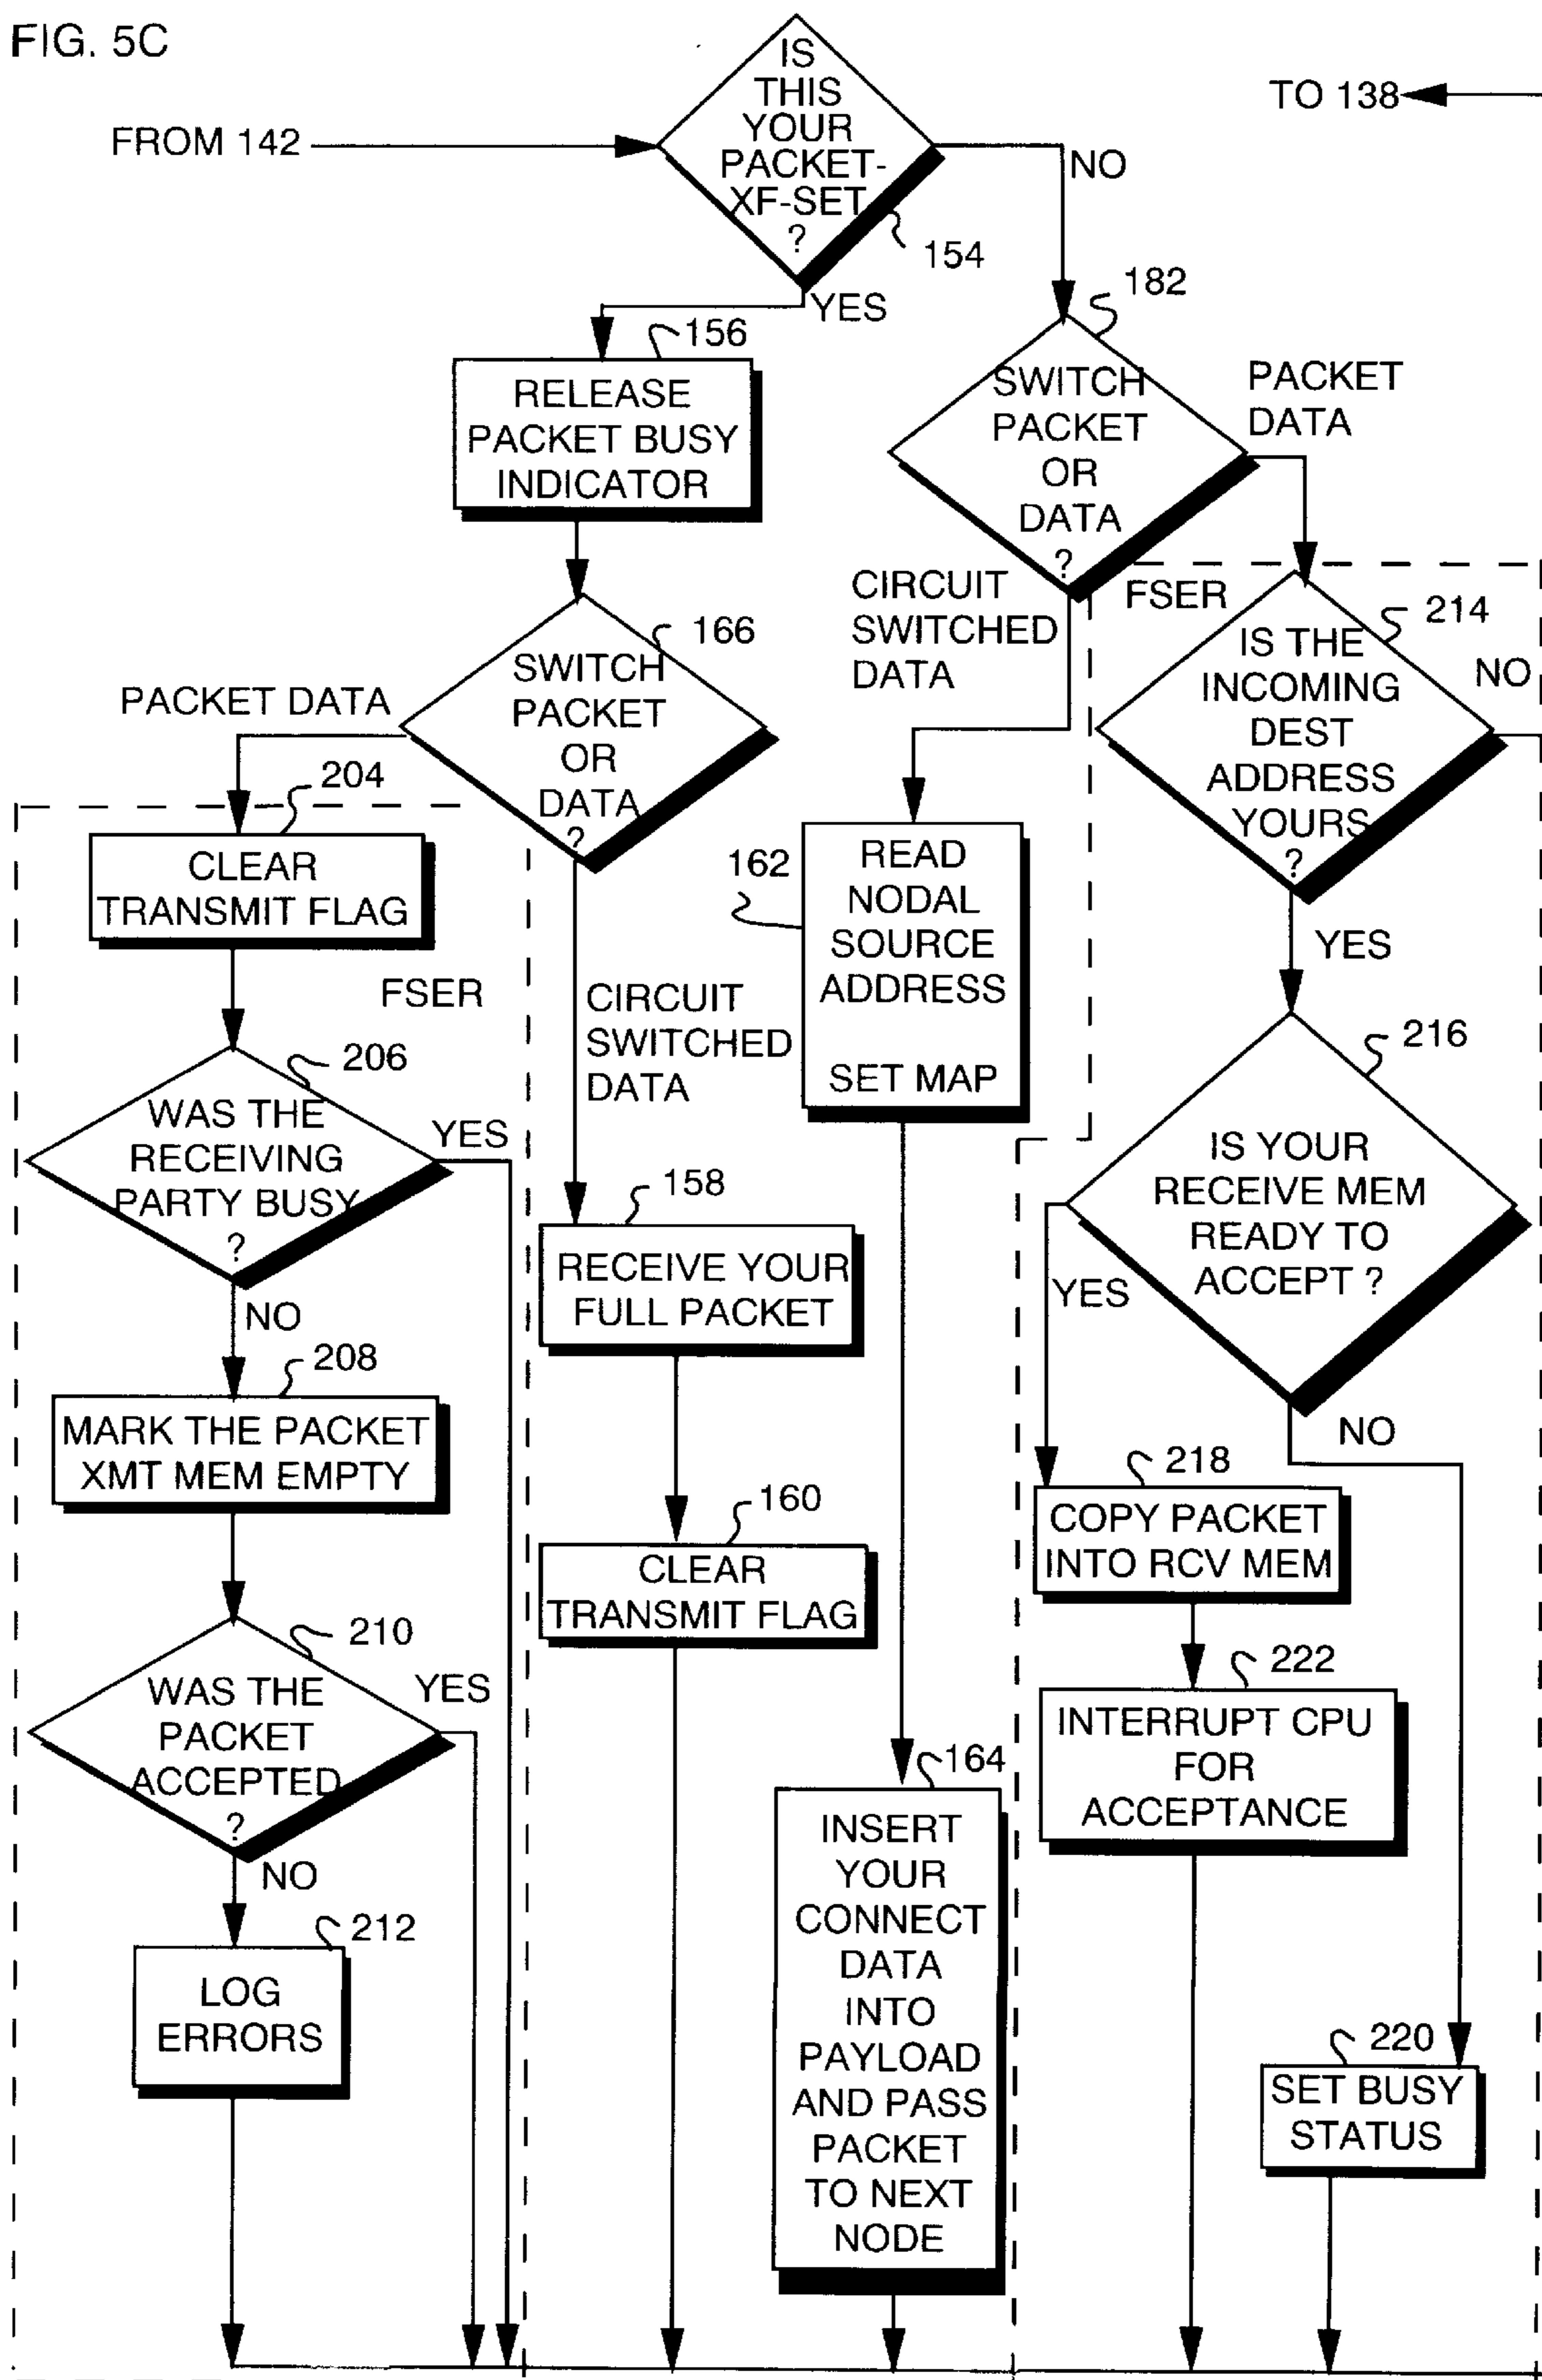 FIG. 5C
IS
THIS
YOUR
PACKET-
XF-SET
?
TO 138
FROM 142
NO
154
YES
182
156
RELEASE
PACKET BUSY
INDICATOR
SWITCH
PACKET
OR
DATA
?
PACKET
DATA
CIRCUIT
SWITCHED
DATA
FSER
214
IS THE
INCOMING
DEST
ADDRESS
YOURS
?
NO
166
SWITCH
PACKET
OR
DATA
?
PACKET DATA
204
CLEAR
TRANSMIT FLAG
162
READ
NODAL
SOURCE
ADDRESS
SET MAP
YES
FSER
CIRCUIT
SWITCHED
DATA
206
WAS THE
RECEIVING
PARTY BUSY
?
YES
216
IS YOUR
RECEIVE MEM
READY TO
ACCEPT ?
158
RECEIVE YOUR
FULL PACKET
YES
NO
208
MARK THE PACKET
XMT MEM EMPTY
NO
218
COPY PACKET
INTO RCV MEM
160
CLEAR
TRANSMIT FLAG
210
WAS THE
PACKET
ACCEPTED
?
YES
222
INTERRUPT CPU
FOR
ACCEPTANCE
164
INSERT
YOUR
CONNECT
DATA
INTO
PAYLOAD
AND PASS
PACKET
TO NEXT
NODE
NO
212
LOG
ERRORS
220
SET BUSY
STATUS